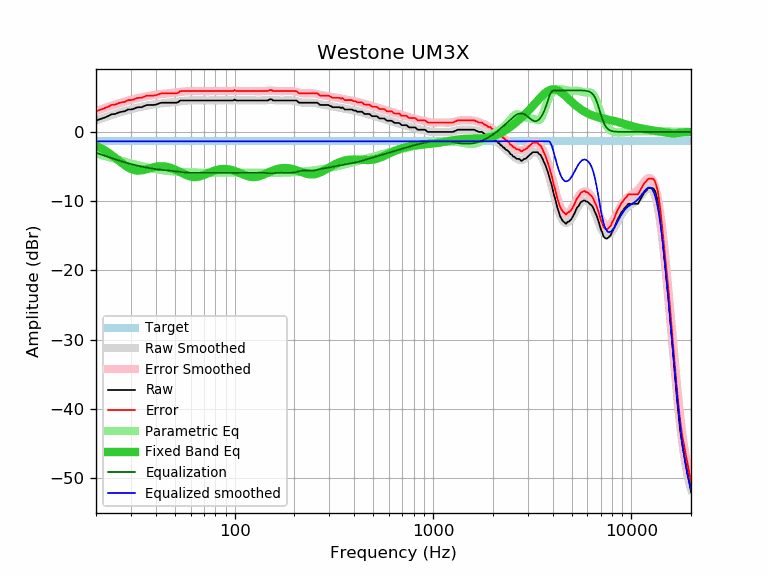 Westone UM3X
Amplitude (dBr)
0
−10
−20
−30
−40
−50
Target
Raw Smoothed
Error Smoothed
Raw
Error
Parametric Eq
Fixed Band Eq
Equalization
Equalized smoothed
100
1000
10000
Frequency (Hz)